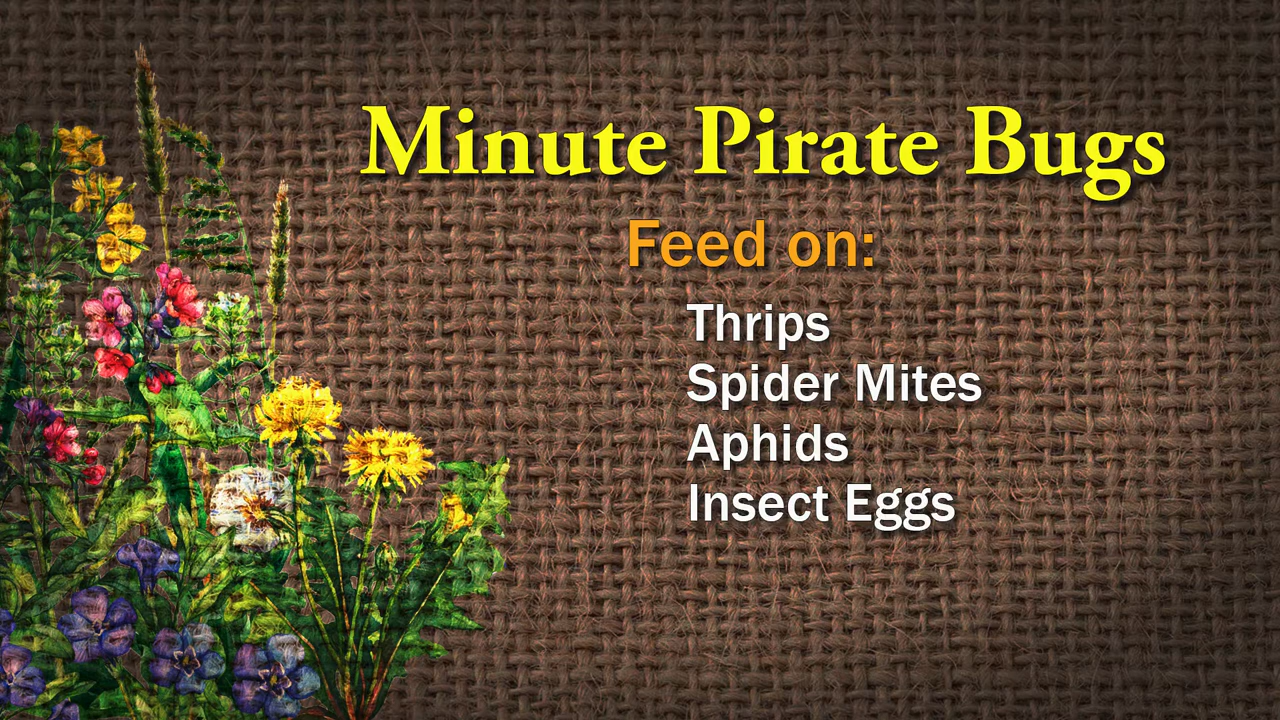 Minute Pirate Bugs
Feed on:
Thrips
Spider Mites
Aphids
Insect Eggs